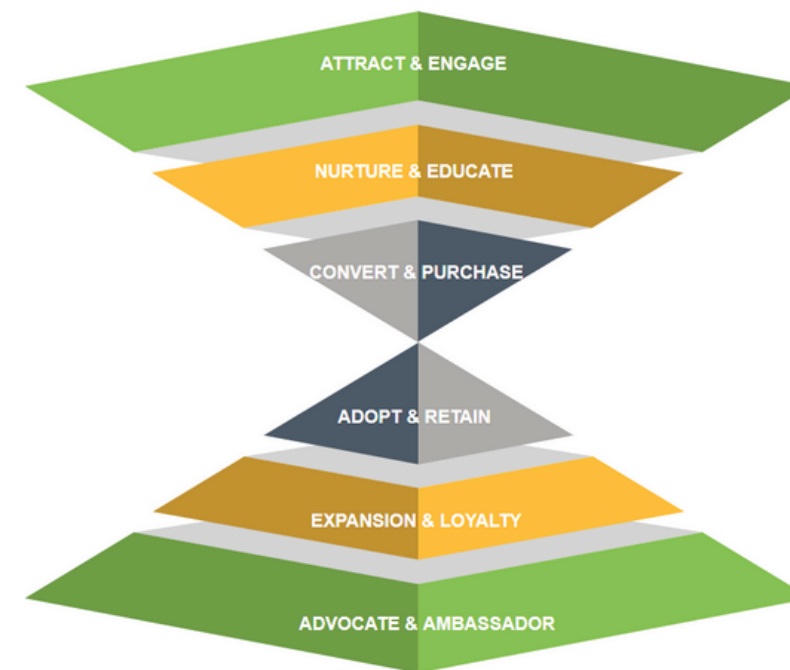 ATTRACT & ENGAGE
NURTURE & EDUCATE
CONVERT & PURCHASE
ADOPT & RETAIN
EXPANSION & LOYALTY
ADVOCATE & AMBASSADOR